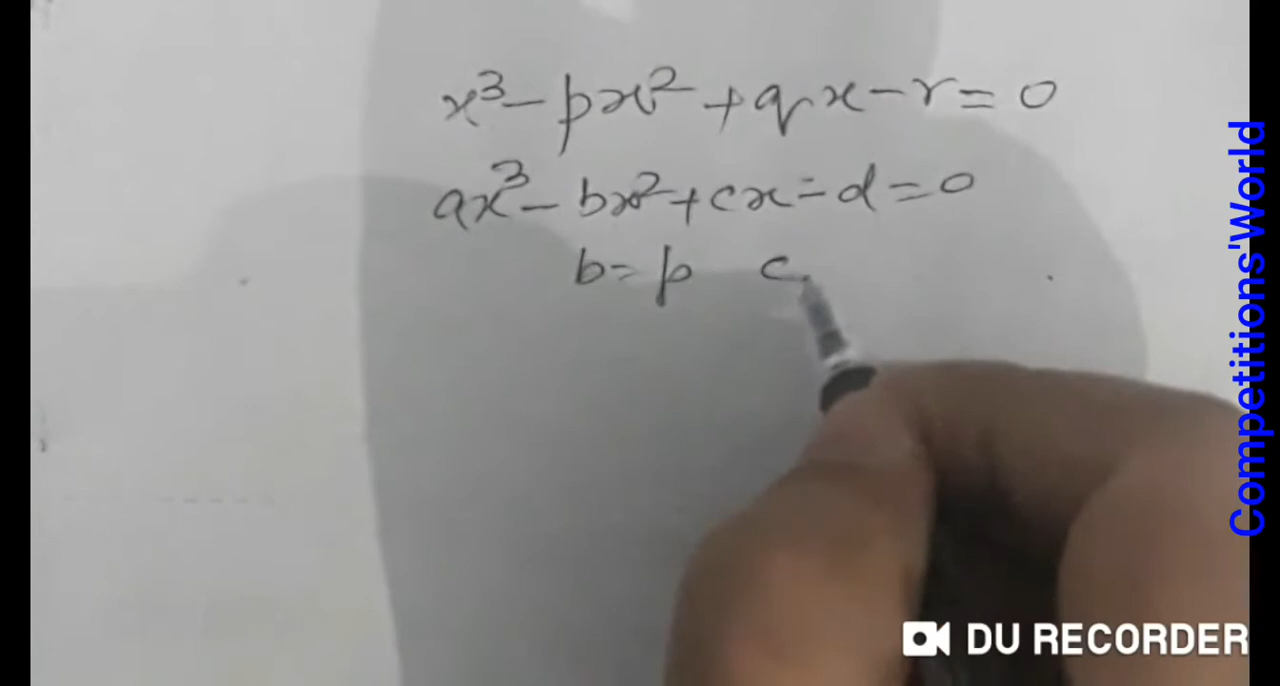 x³ - px² + qx - r = 0
ax³ - bx² + cx - d = 0
b = p c
Competitions'World
DU RECORDER